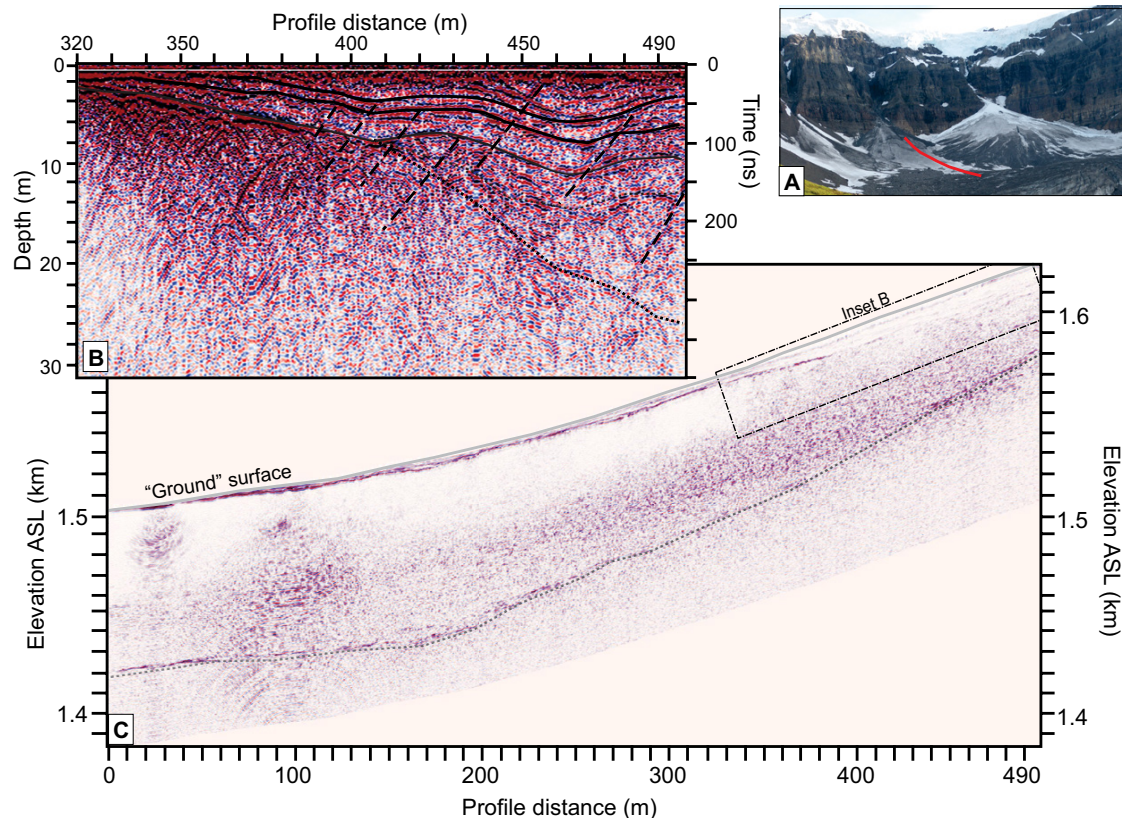 Profile distance (m)
320 350 400 450 490
0
10
20
30
Depth (m)
0
100
200
Time (ns)
B
A
Inset B
“Ground” surface
1.5
1.4
Elevation ASL (km)
1.6
1.5
1.4
Elevation ASL (km)
C
0 100 200 300 400 490
Profile distance (m)